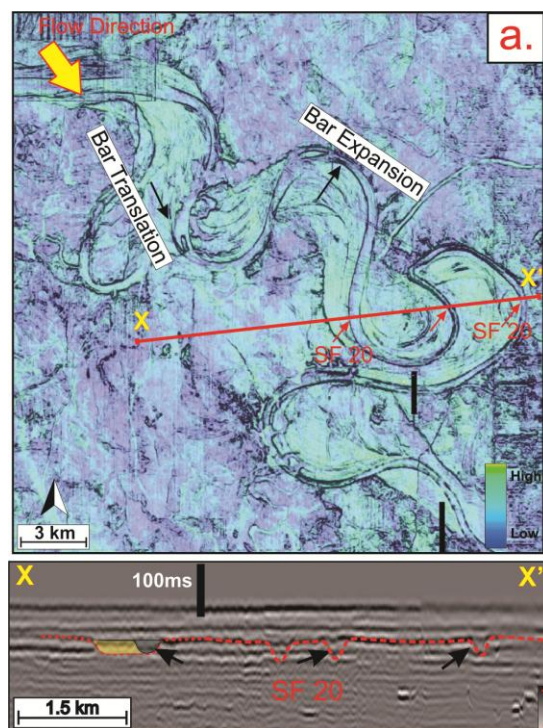 a.
Flow Direction
Bar Translation
Bar Expansion
X
X'
SF 20
SF 20
High
Low
3 km
X
X'
100ms
SF 20
1.5 km